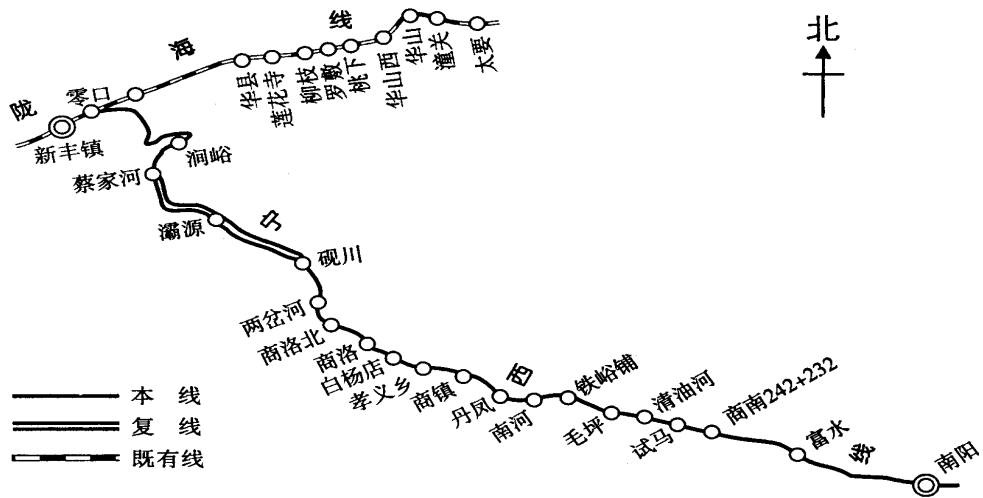 陇海线
北
零口
新丰镇
华县
莲花寺
柳枝
罗敷
桃下
华山西
华山
潼关
太要
涧峪
蔡家河
灞源
宁
砚川
两岔河
商洛北
商洛
白杨店
孝义乡
商镇
丹凤
西
南河
铁峪铺
毛坪
清油河
试马
商南242+232
富水
线
南阳
本线
复线
既有线